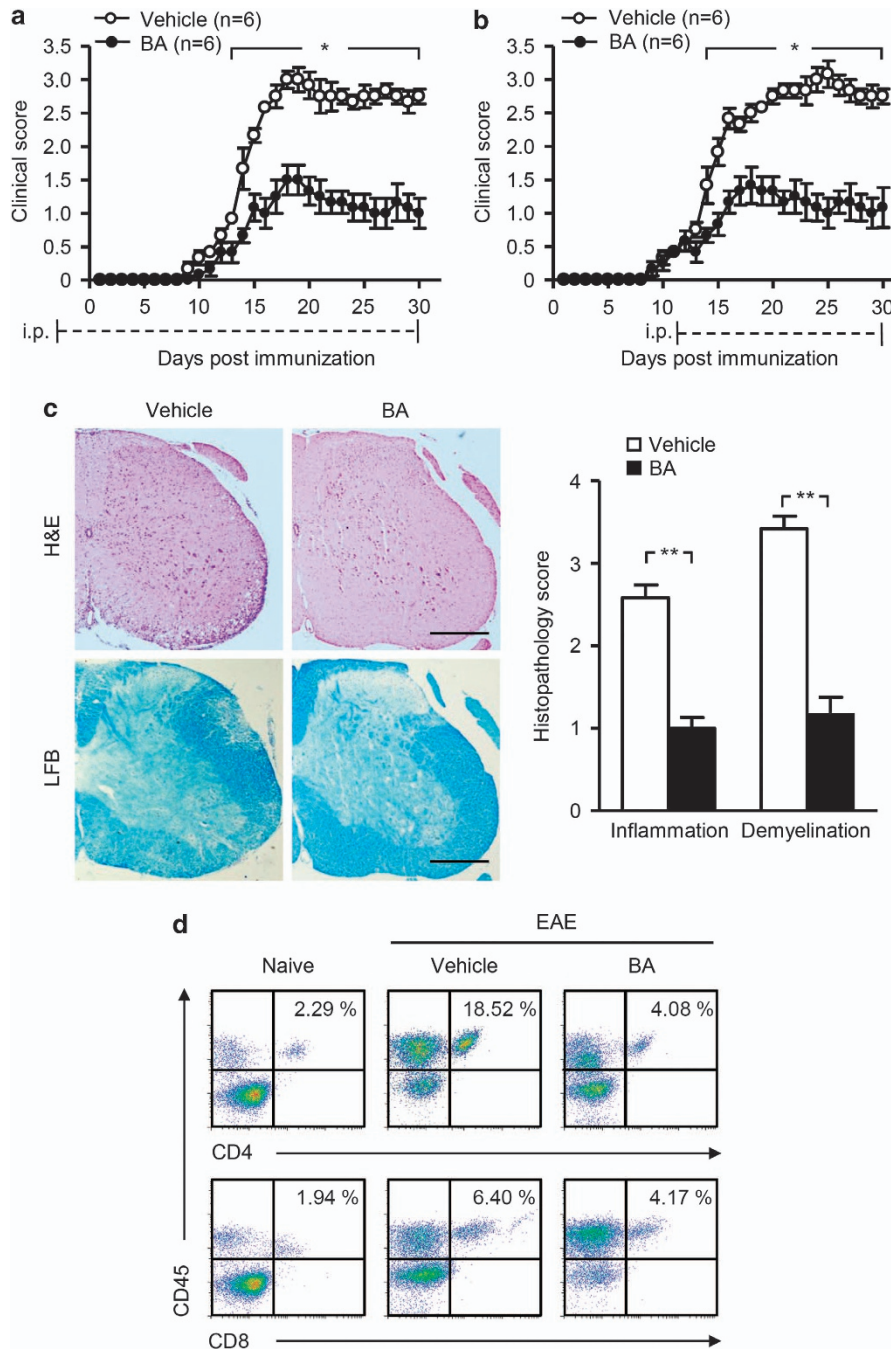 a
Vehicle (n=6)
BA (n=6)
*
Clinical score
3.5
3.0
2.5
2.0
1.5
1.0
0.5
0
0 5 10 15 20 25 30
i.p.
Days post immunization
b
Vehicle (n=6)
BA (n=6)
*
Clinical score
3.5
3.0
2.5
2.0
1.5
1.0
0.5
0
0 5 10 15 20 25 30
i.p.
Days post immunization
c
Vehicle BA
H&E
LFB
Vehicle
BA
Histopathology score
4
3
2
1
0
** **
Inflammation Demyelination
d
EAE
Naive Vehicle BA
2.29 % 18.52 % 4.08 %
CD4
1.94 % 6.40 % 4.17 %
CD45
CD8